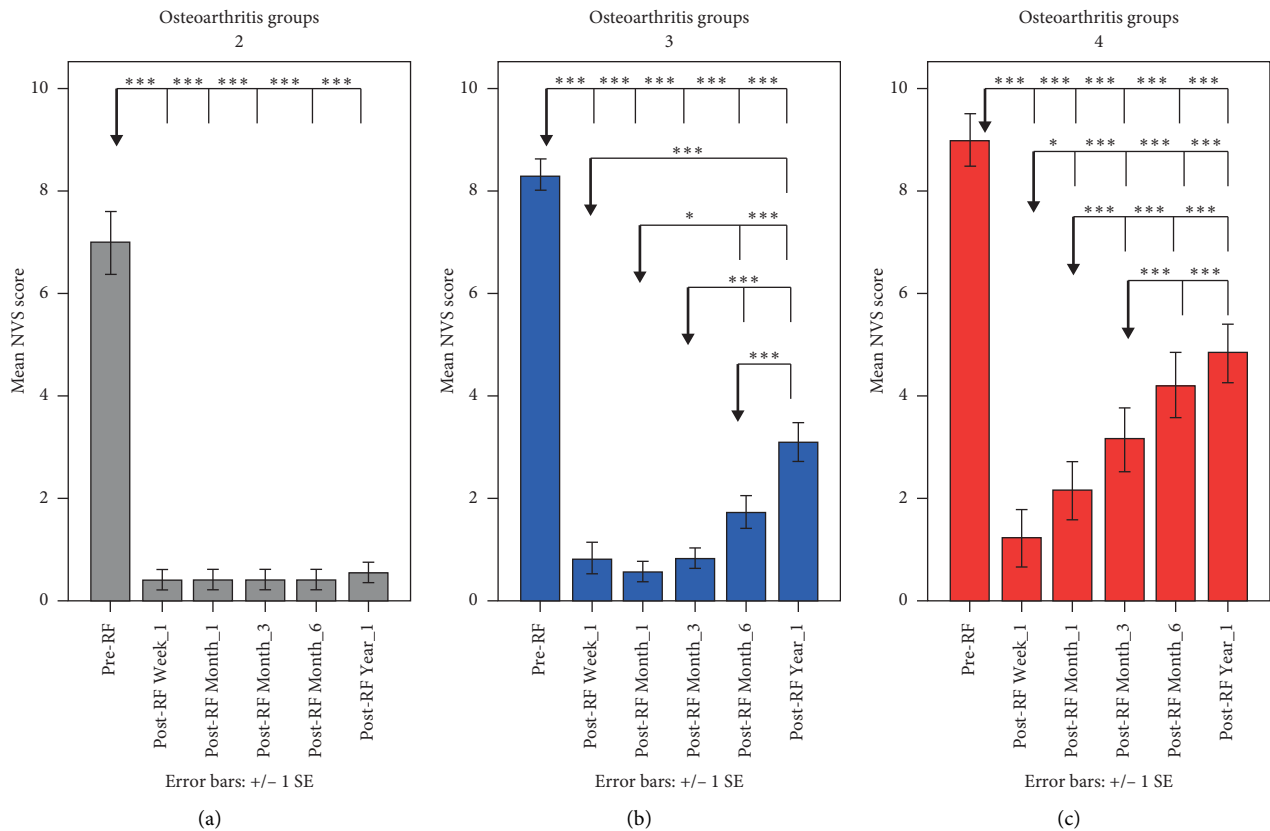 Osteoarthritis groups
2
Mean NVS score
10
8
6
4
2
0
*** *** *** *** ***
Pre-RF
Post-RF Week_1
Post-RF Month_1
Post-RF Month_3
Post-RF Month_6
Post-RF Year_1
Error bars: +/– 1 SE
(a)
Osteoarthritis groups
3
Mean NVS score
10
8
6
4
2
0
*** *** *** *** ***
***
* ***
***
***
Pre-RF
Post-RF Week_1
Post-RF Month_1
Post-RF Month_3
Post-RF Month_6
Post-RF Year_1
Error bars: +/– 1 SE
(b)
Osteoarthritis groups
4
Mean NVS score
10
8
6
4
2
0
*** *** *** *** ***
* *** *** ***
*** *** ***
*** ***
Pre-RF
Post-RF Week_1
Post-RF Month_1
Post-RF Month_3
Post-RF Month_6
Post-RF Year_1
Error bars: +/– 1 SE
(c)